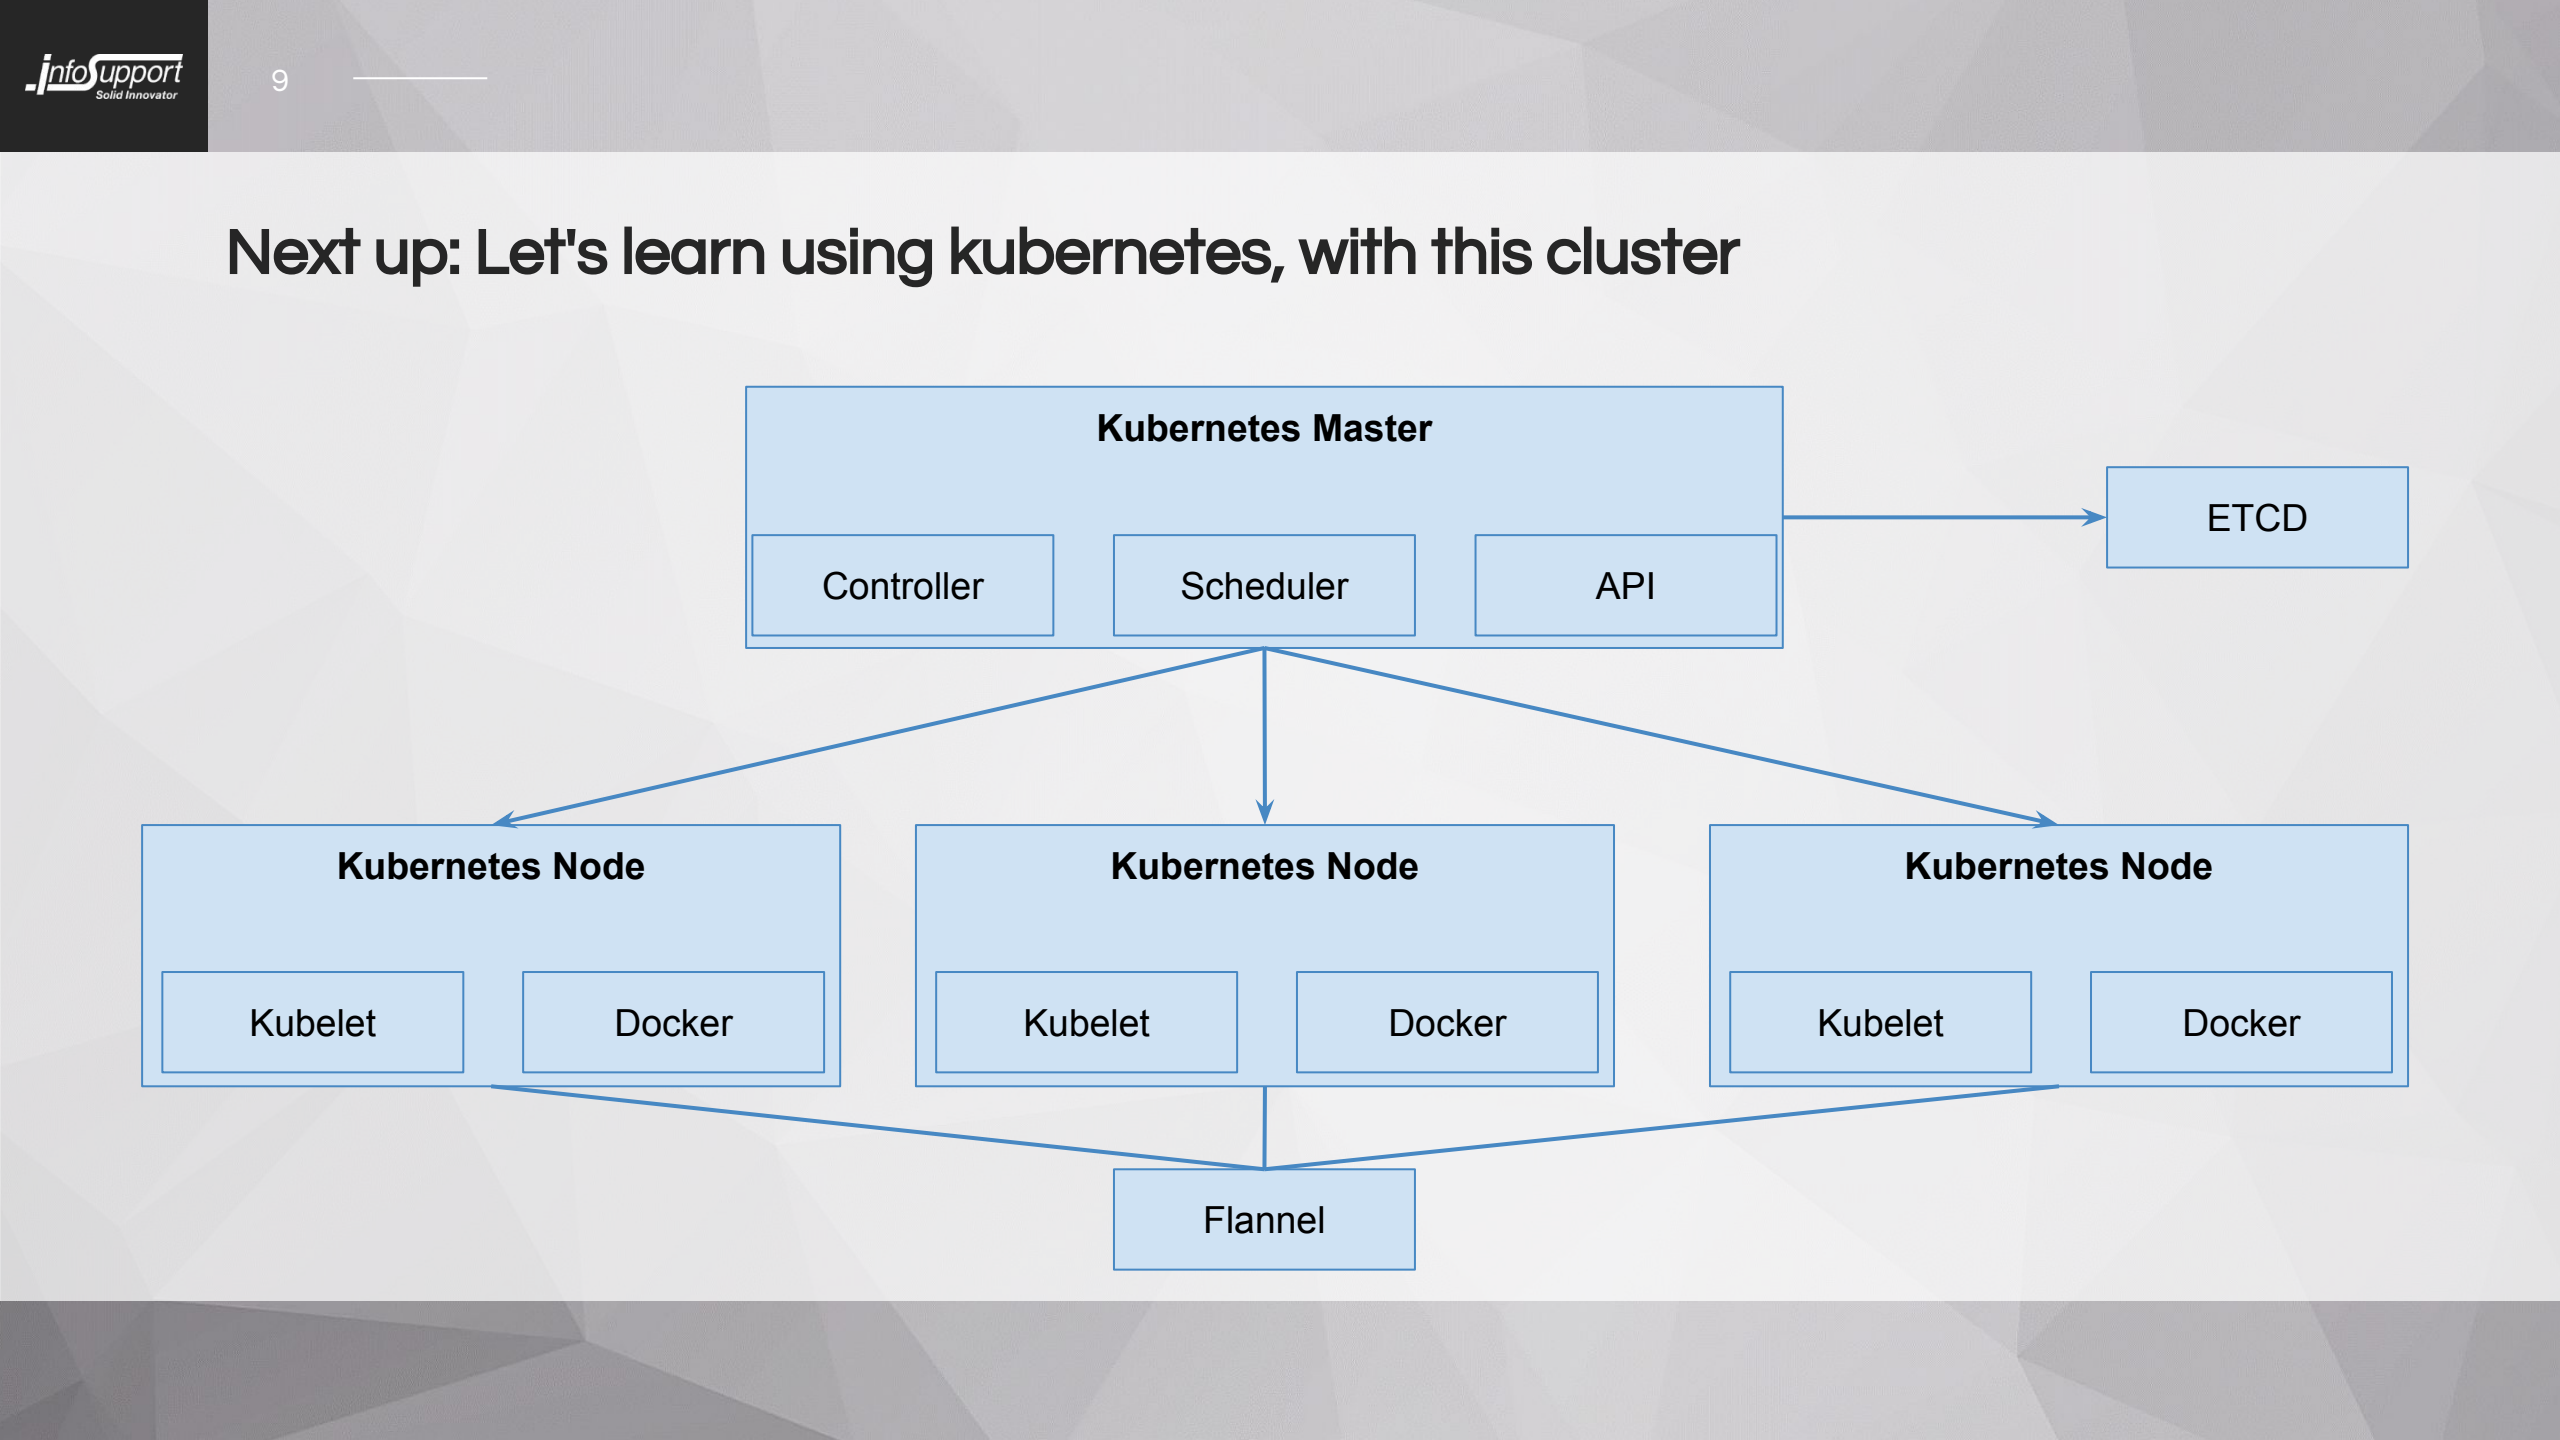 infoSupport
Solid Innovator
9
Next up: Let's learn using kubernetes, with this cluster
Kubernetes Master
Controller
Scheduler
API
ETCD
Kubernetes Node
Kubelet
Docker
Kubernetes Node
Kubelet
Docker
Kubernetes Node
Kubelet
Docker
Flannel